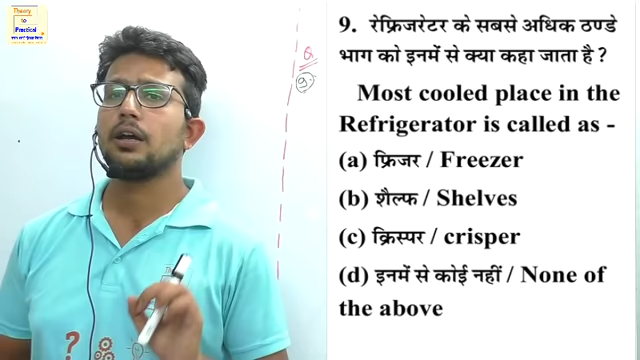 Theory
to
Practical
Q
9.
?
9. रेफ्रिजरेटर के सबसे अधिक ठण्डे
भाग को इनमें से क्या कहा जाता है ?
Most cooled place in the
Refrigerator is called as -
(a) फ्रिजर / Freezer
(b) शैल्फ / Shelves
(c) क्रिस्पर / crisper
(d) इनमें से कोई नहीं / None of
the above